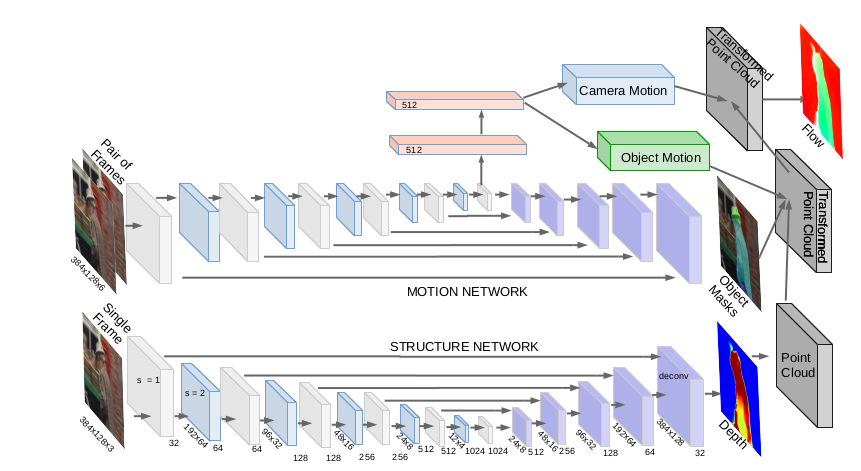 Transformed
Point Cloud
Camera Motion
512
Flow
512
Object Motion
Pair of
Frames
Transformed
Point Cloud
384x128x6
Object
Masks
MOTION NETWORK
Single
Frame
STRUCTURE NETWORK
Point
Cloud
s = 1
s = 2
deconv
384x128x3
32
192x64
64
64
96x32
128
128
48x16
256
256
24x8
512
512
12x4
1024
1024
24x8
512
48x16
256
96x32
128
192x64
64
384x128
32
Depth